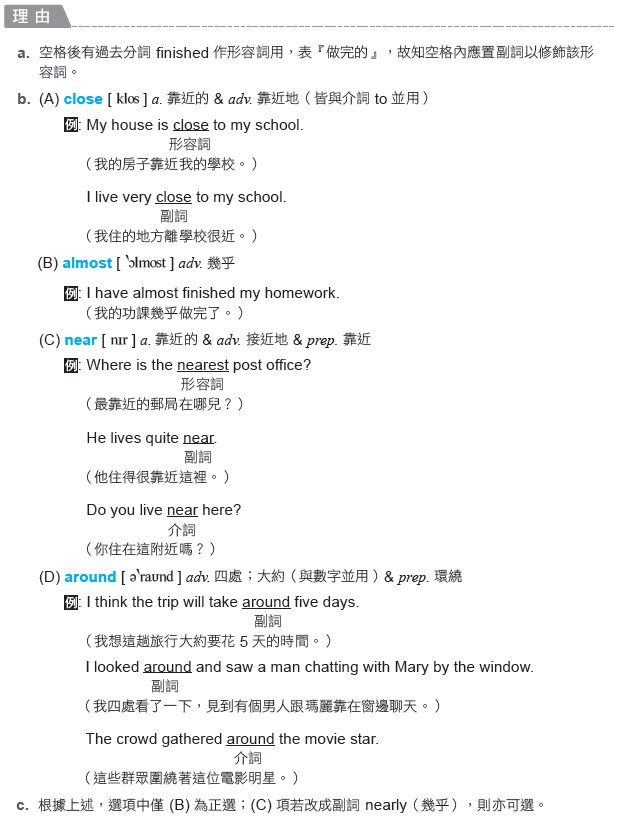 理由
a. 空格後有過去分詞 finished 作形容詞用，表『做完的』，故知空格內應置副詞以修飾該形
容詞。
b. (A) close [ klos ] a. 靠近的 & adv. 靠近地（皆與介詞 to 並用）
例: My house is close to my school.
形容詞
（我的房子靠近我的學校。）
I live very close to my school.
副詞
（我住的地方離學校很近。）
(B) almost [ ˋɔlmost ] adv. 幾乎
例: I have almost finished my homework.
（我的功課幾乎做完了。）
(C) near [ nɪr ] a. 靠近的 & adv. 接近地 & prep. 靠近
例: Where is the nearest post office?
形容詞
（最靠近的郵局在哪兒？）
He lives quite near.
副詞
（他住得很靠近這裡。）
Do you live near here?
介詞
（你住在這附近嗎？）
(D) around [ əˋraʊnd ] adv. 四處；大約（與數字並用）& prep. 環繞
例: I think the trip will take around five days.
副詞
（我想這趟旅行大約要花 5 天的時間。）
I looked around and saw a man chatting with Mary by the window.
副詞
（我四處看了一下，見到有個男人跟瑪麗靠在窗邊聊天。）
The crowd gathered around the movie star.
介詞
（這些群眾圍繞著這位電影明星。）
c. 根據上述，選項中僅 (B) 為正選；(C) 項若改成副詞 nearly（幾乎），則亦可選。